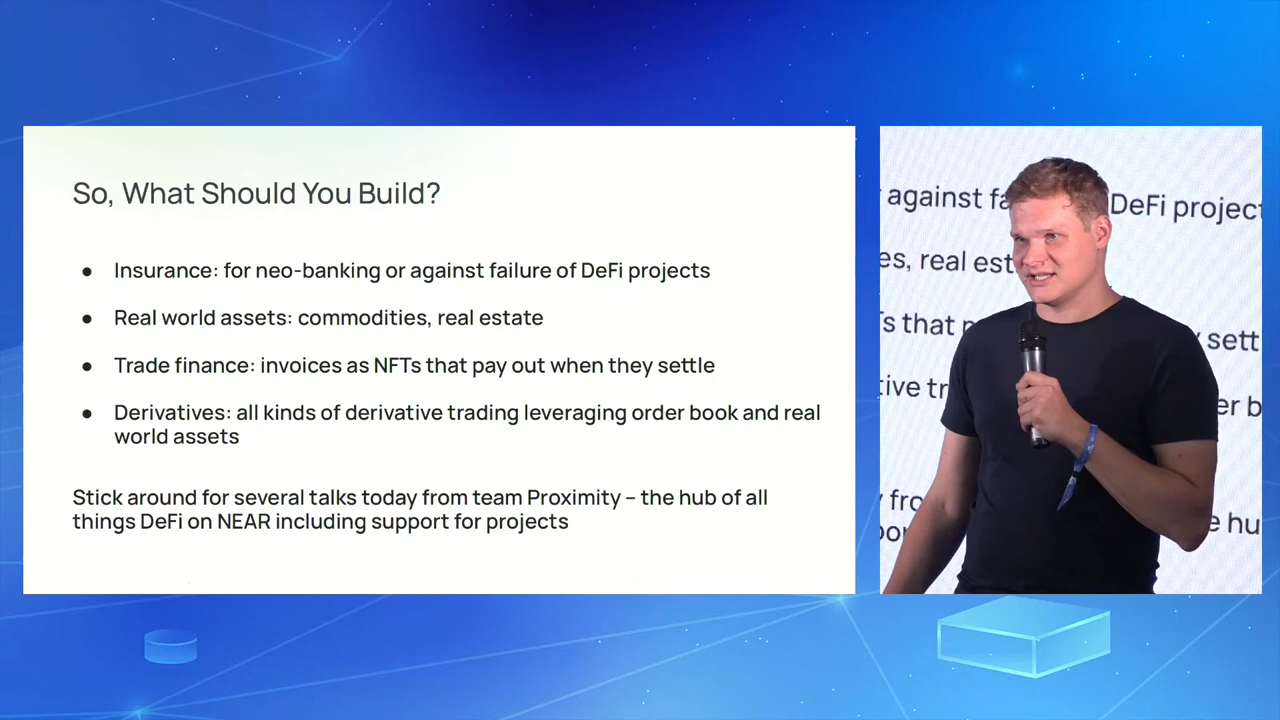 So, What Should You Build?
● Insurance: for neo-banking or against failure of DeFi projects
● Real world assets: commodities, real estate
● Trade finance: invoices as NFTs that pay out when they settle
● Derivatives: all kinds of derivative trading leveraging order book and real
world assets
Stick around for several talks today from team Proximity – the hub of all
things DeFi on NEAR including support for projects
against fa DeFi project
es, real est
s that sett
tive tr er b
fro
e hu